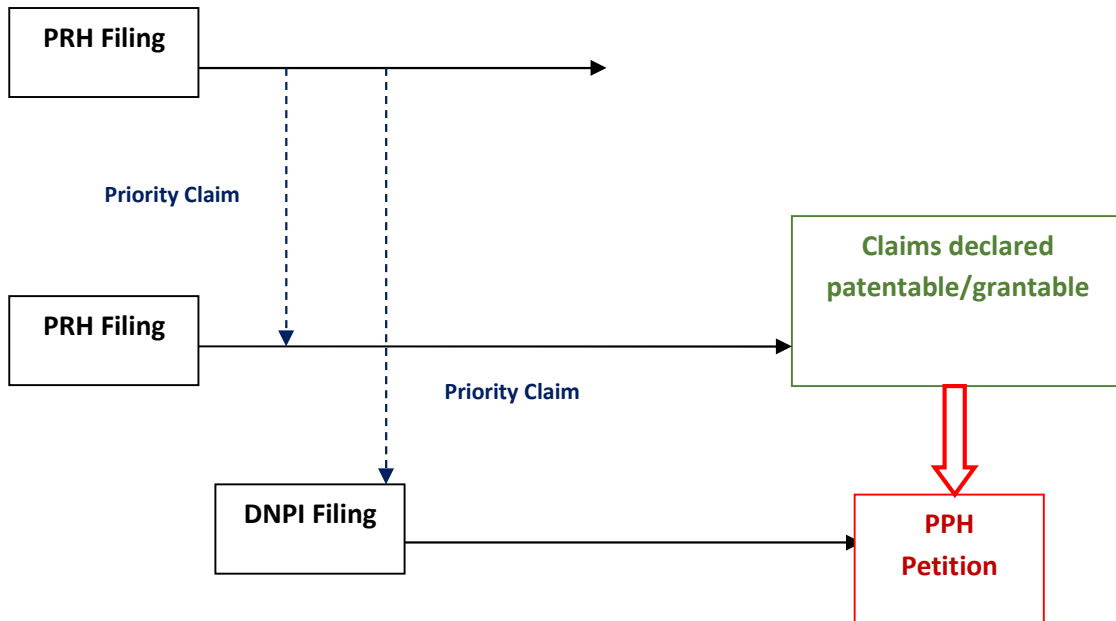 PRH Filing
Priority Claim
Claims declared
patentable/grantable
PRH Filing
Priority Claim
DNPI Filing
PPH
Petition